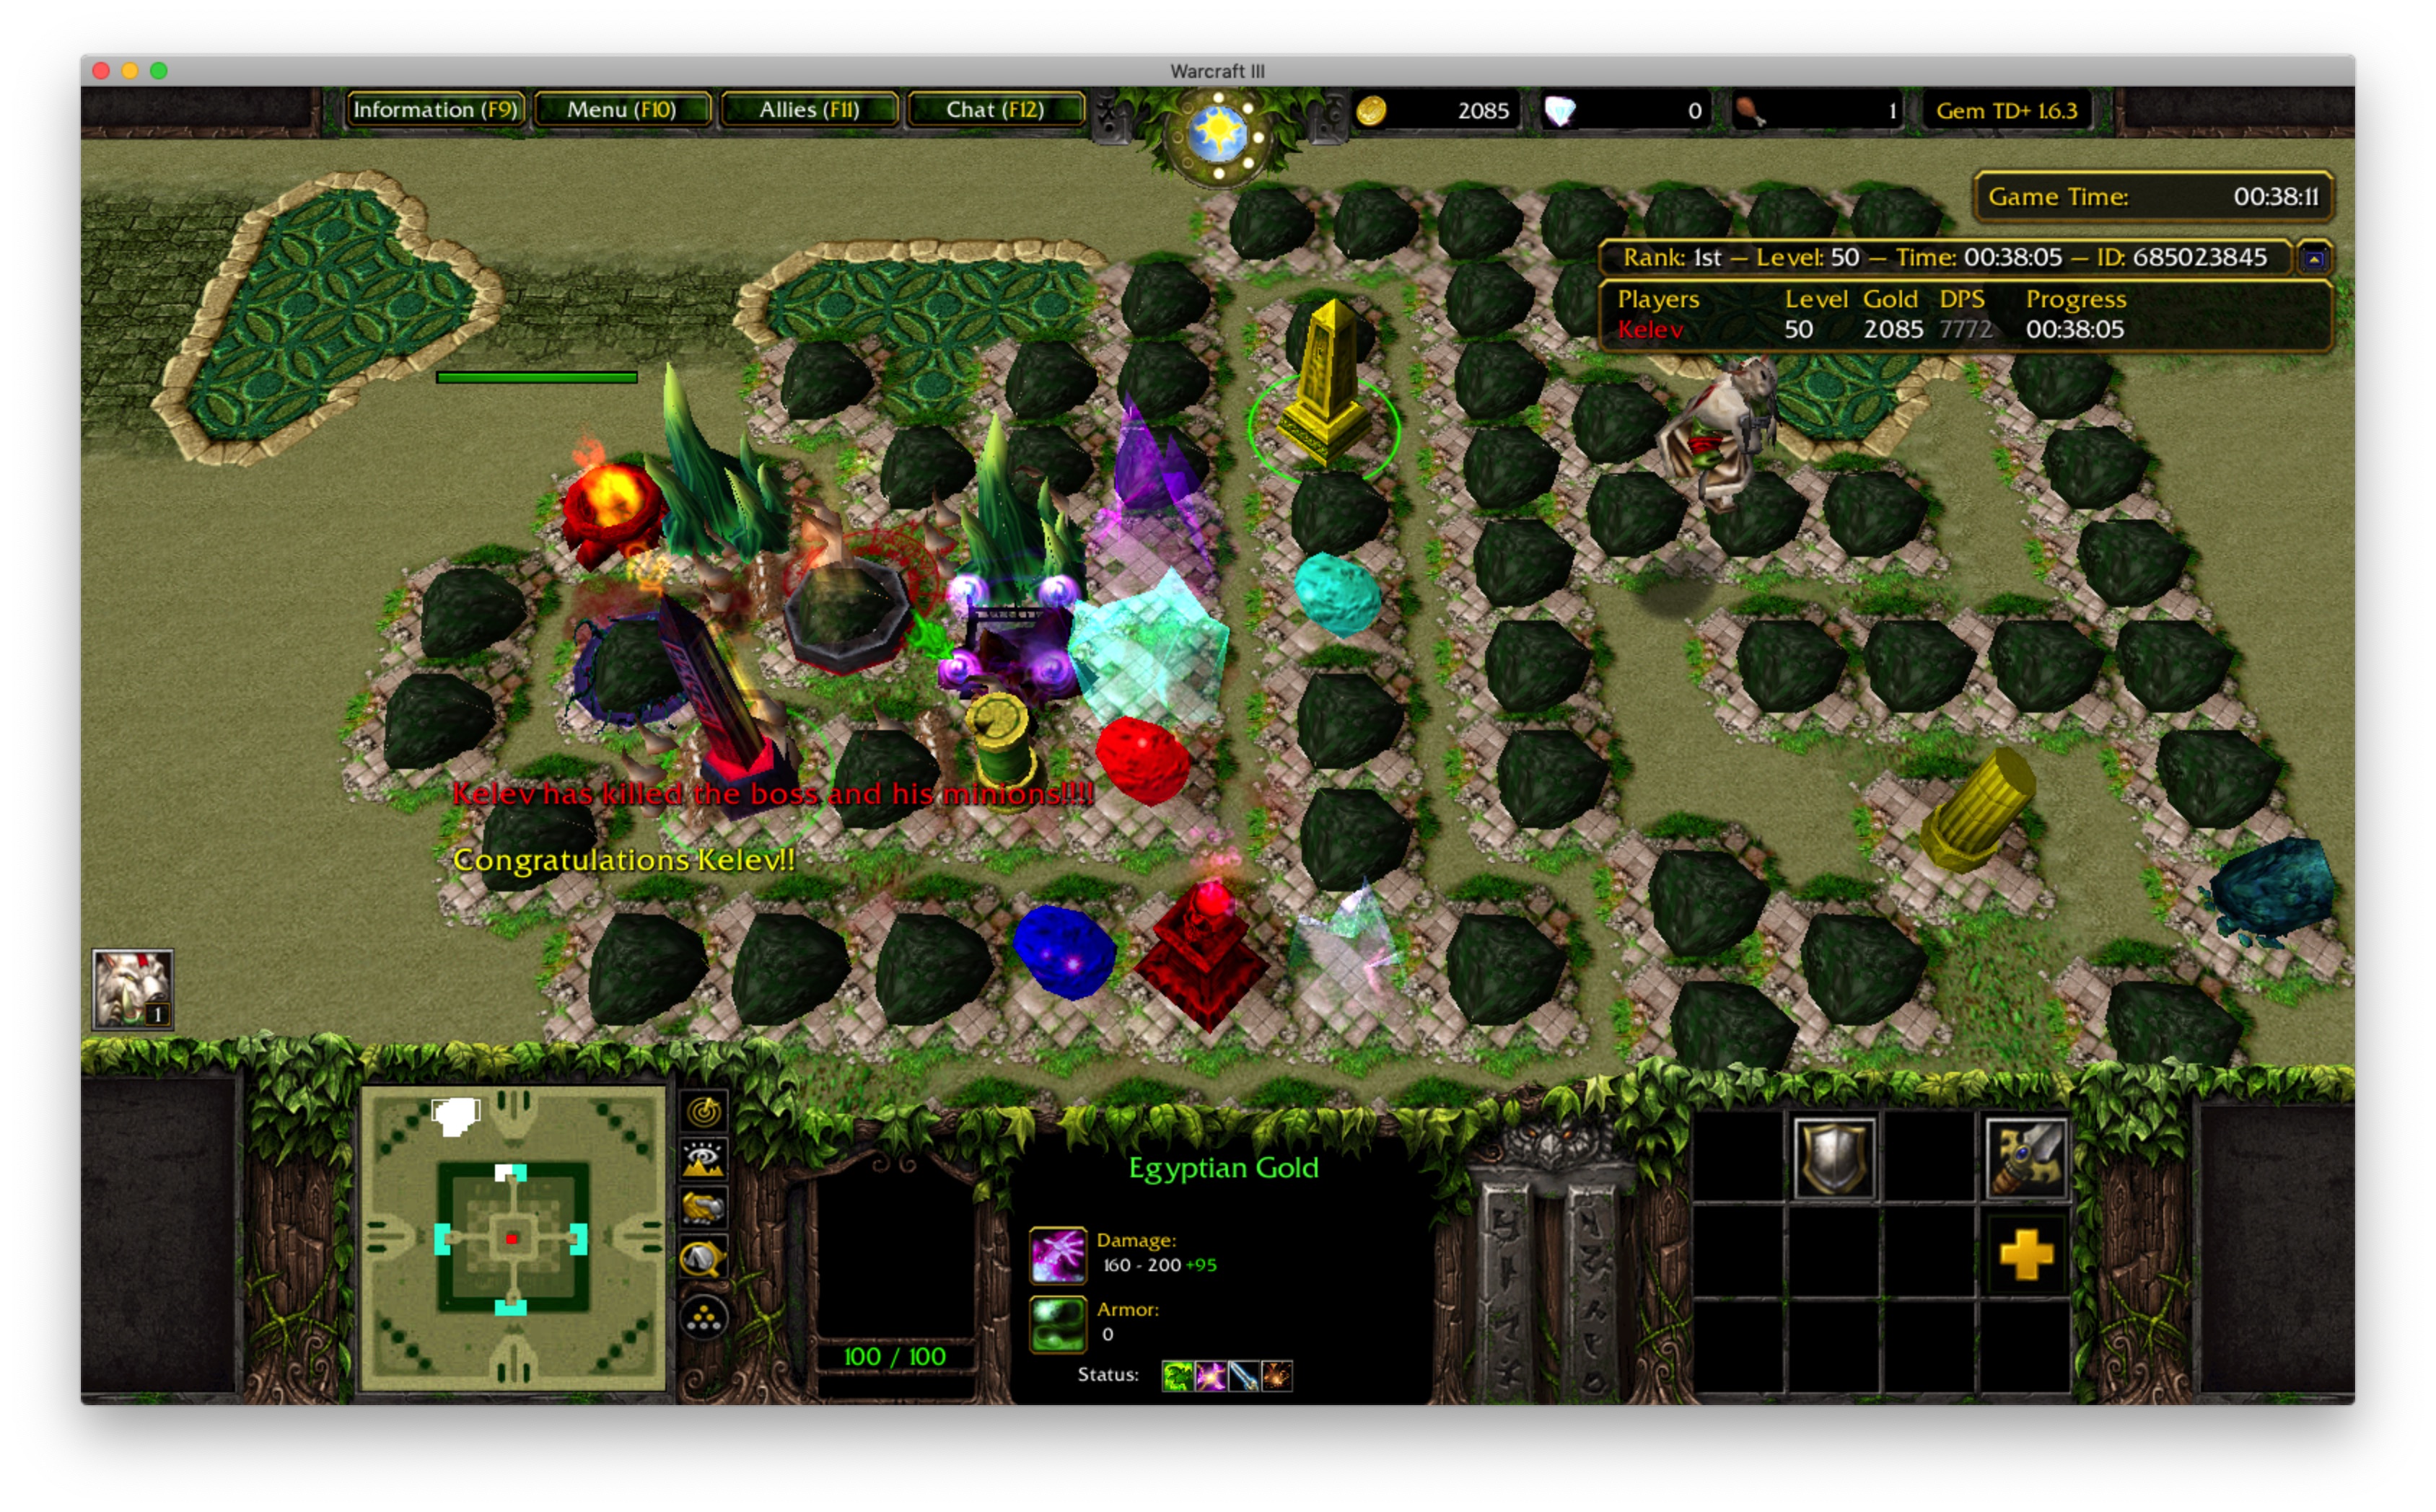 Warcraft III
Information (F9) Menu (F10) Allies (F11) Chat (F12) 2085 0 1 Gem TD+ 1.6.3
Game Time: 00:38:11
Rank: 1st — Level: 50 — Time: 00:38:05 — ID: 685023845
Players Level Gold DPS Progress
Kelev 50 2085 7772 00:38:05
Kelev has killed the boss and his minions!!!!
Congratulations Kelev!!
1
Egyptian Gold
Damage:
160 - 200 +95
Armor:
0
100 / 100
Status: